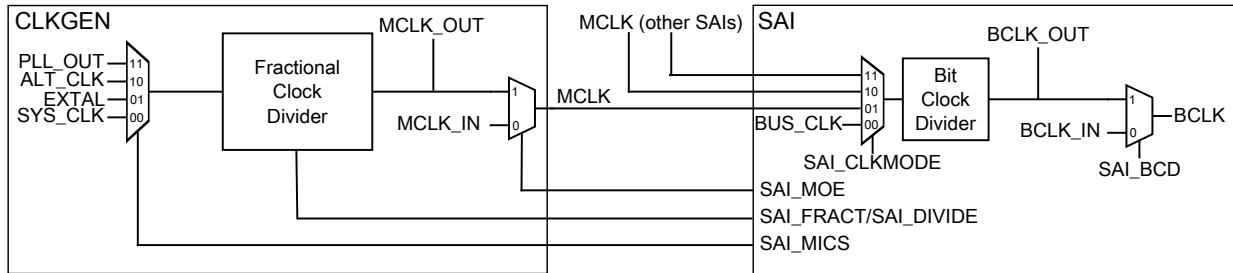 CLKGEN
PLL_OUT
ALT_CLK
EXTAL
SYS_CLK
11
10
01
00
Fractional
Clock
Divider
MCLK_OUT
MCLK_IN
1
0
MCLK
MCLK (other SAIs)
SAI
BUS_CLK
11
10
01
00
SAI_CLKMODE
Bit
Clock
Divider
BCLK_OUT
BCLK_IN
1
0
BCLK
SAI_BCD
SAI_MOE
SAI_FRACT/SAI_DIVIDE
SAI_MICS